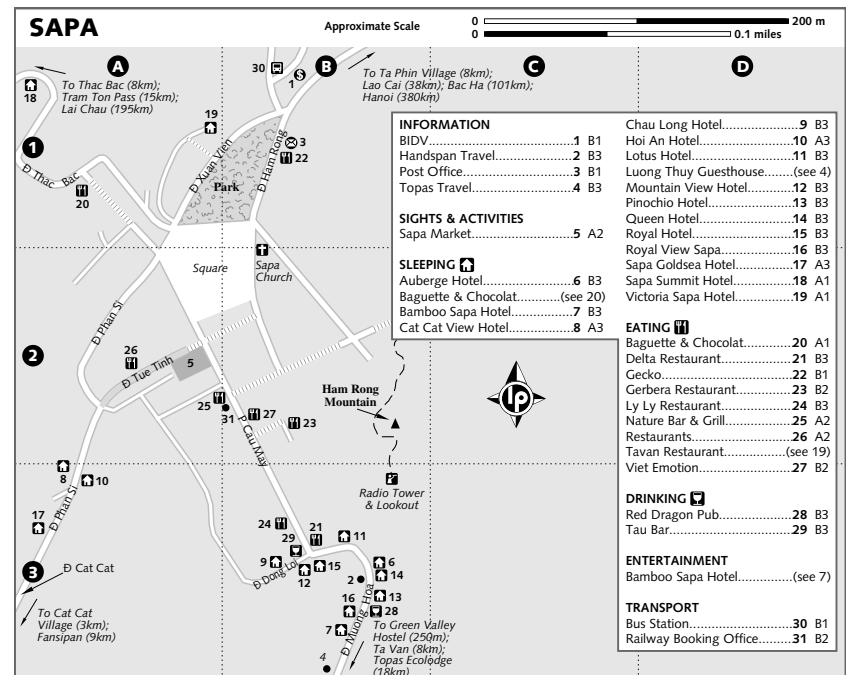 SAPA
Approximate Scale
0 200 m
0 0.1 miles
A
B
C
D
1
2
3
To Thac Bac (8km);
Tram Ton Pass (15km);
Lai Chau (195km)
18
30
1
$
To Ta Phin Village (8km);
Lao Cai (38km); Bac Ha (101km);
Hanoi (380km)
19
3
22
Đ Xuan Vien
Đ Ham Rong
Park
Đ Thac Bac
20
Square
Sapa
Church
Đ Phan Si
26
Đ Tue Tinh
5
25
31
27
23
P Cau May
Ham Rong
Mountain
lp
8
10
Đ Phan Si
17
Radio Tower
& Lookout
24
21
29
11
9
12
15
6
14
2
Đ Dong Loi
Đ Cat Cat
13
16
28
7
Đ Muong Hoa
4
To Cat Cat
Village (3km);
Fansipan (9km)
To Green Valley
Hostel (250m);
Ta Van (8km);
Topas Ecolodge
(18km)
INFORMATION
BIDV...............................1 B1
Handspan Travel................2 B3
Post Office........................3 B1
Topas Travel.....................4 B3
SIGHTS & ACTIVITIES
Sapa Market.....................5 A2
SLEEPING
Auberge Hotel...................6 B3
Baguette & Chocolat..........(see 20)
Bamboo Sapa Hotel............7 B3
Cat Cat View Hotel.............8 A3
Chau Long Hotel................9 B3
Hoi An Hotel.....................10 A3
Lotus Hotel.......................11 B3
Luong Thuy Guesthouse.......(see 4)
Mountain View Hotel...........12 B3
Pinochio Hotel...................13 B3
Queen Hotel.....................14 B3
Royal Hotel.......................15 B3
Royal View Sapa................16 B3
Sapa Goldsea Hotel............17 A3
Sapa Summit Hotel.............18 A1
Victoria Sapa Hotel.............19 A1
EATING
Baguette & Chocolat...........20 A1
Delta Restaurant................21 B3
Gecko..............................22 B1
Gerbera Restaurant............23 B2
Ly Ly Restaurant................24 B3
Nature Bar & Grill..............25 A2
Restaurants......................26 A2
Tavan Restaurant...............(see 19)
Viet Emotion.....................27 B2
DRINKING
Red Dragon Pub.................28 B3
Tau Bar............................29 B3
ENTERTAINMENT
Bamboo Sapa Hotel............(see 7)
TRANSPORT
Bus Station.......................30 B1
Railway Booking Office........31 B2